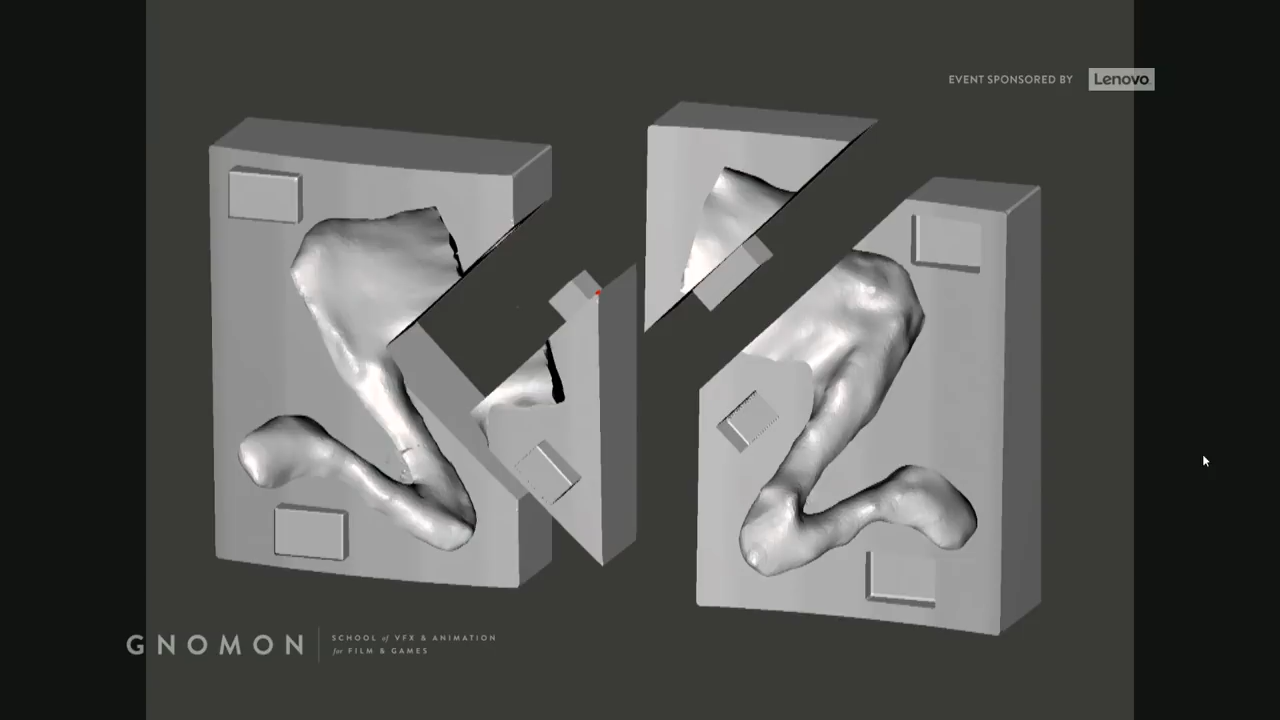 EVENT SPONSORED BY Lenovo
GNOMON
SCHOOL of VFX & ANIMATION
for FILM & GAMES